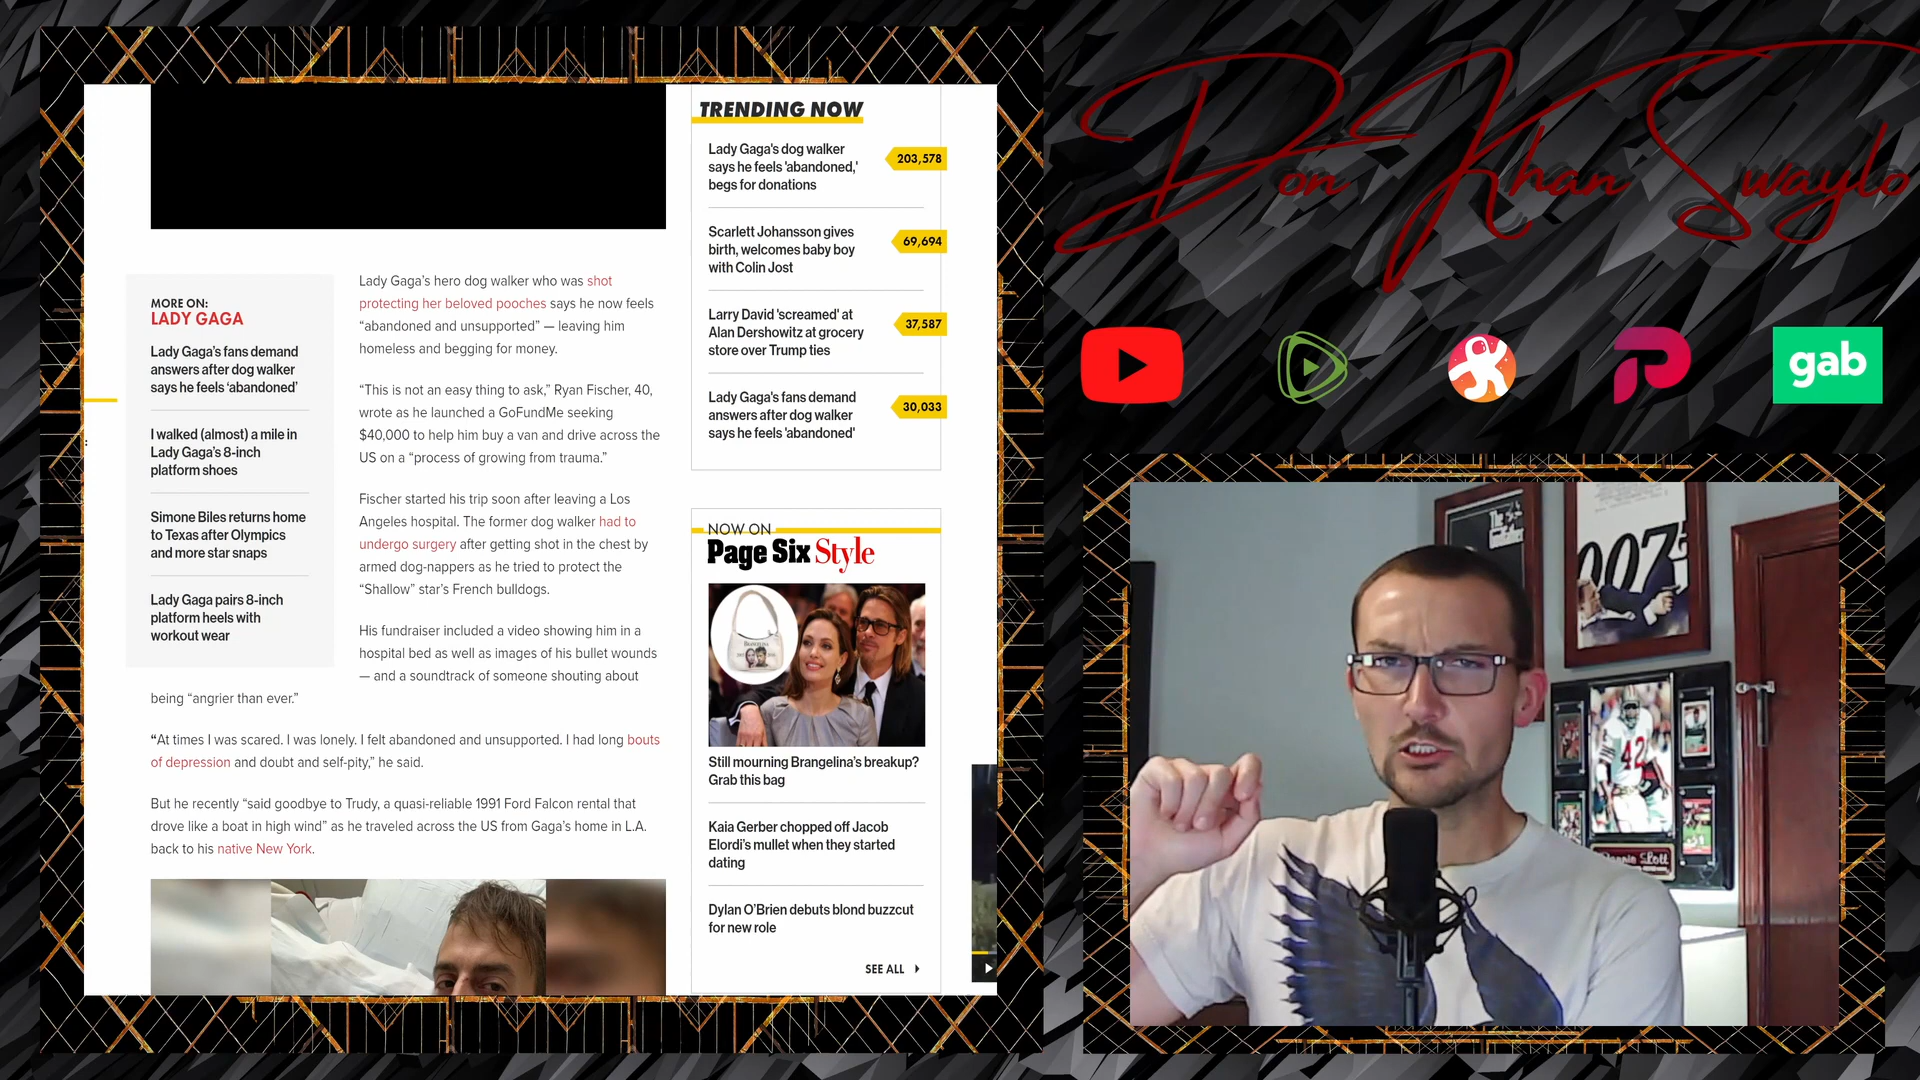 TRENDING NOW
Lady Gaga's dog walker
says he feels 'abandoned,'
begs for donations
203,578
Scarlett Johansson gives
birth, welcomes baby boy
with Colin Jost
69,694
Larry David 'screamed' at
Alan Dershowitz at grocery
store over Trump ties
37,587
Lady Gaga's fans demand
answers after dog walker
says he feels 'abandoned'
30,033
MORE ON:
LADY GAGA
Lady Gaga's fans demand
answers after dog walker
says he feels 'abandoned'
I walked (almost) a mile in
Lady Gaga's 8-inch
platform shoes
Simone Biles returns home
to Texas after Olympics
and more star snaps
Lady Gaga pairs 8-inch
platform heels with
workout wear
Lady Gaga's hero dog walker who was shot
protecting her beloved pooches says he now feels
“abandoned and unsupported” — leaving him
homeless and begging for money.
“This is not an easy thing to ask,” Ryan Fischer, 40,
wrote as he launched a GoFundMe seeking
$40,000 to help him buy a van and drive across the
US on a “process of growing from trauma.”
Fischer started his trip soon after leaving a Los
Angeles hospital. The former dog walker had to
undergo surgery after getting shot in the chest by
armed dog-nappers as he tried to protect the
“Shallow” star's French bulldogs.
His fundraiser included a video showing him in a
hospital bed as well as images of his bullet wounds
— and a soundtrack of someone shouting about
being “angrier than ever.”
“At times I was scared. I was lonely. I felt abandoned and unsupported. I had long bouts
of depression and doubt and self-pity,” he said.
But he recently “said goodbye to Trudy, a quasi-reliable 1991 Ford Falcon rental that
drove like a boat in high wind” as he traveled across the US from Gaga's home in L.A.
back to his native New York.
NOW ON
Page Six Style
Still mourning Brangelina's breakup?
Grab this bag
Kaia Gerber chopped off Jacob
Elordi's mullet when they started
dating
Dylan O'Brien debuts blond buzzcut
for new role
SEE ALL
Don Khan Swaylo
gab
The
007
42